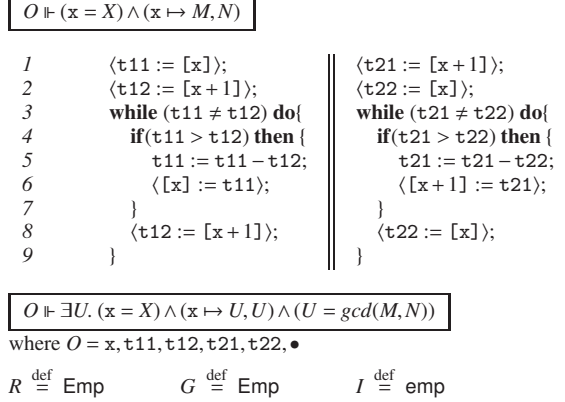 O ⊩ (x = X) ∧ (x ↦ M, N)
1 ⟨t11 := [x]⟩; ⟨t21 := [x + 1]⟩;
2 ⟨t12 := [x + 1]⟩; ⟨t22 := [x]⟩;
3 while (t11 ≠ t12) do{ while (t21 ≠ t22) do{
4 if(t11 > t12) then { if(t21 > t22) then {
5 t11 := t11 − t12; t21 := t21 − t22;
6 ⟨[x] := t11⟩; ⟨[x + 1] := t21⟩;
7 } }
8 ⟨t12 := [x + 1]⟩; ⟨t22 := [x]⟩;
9 } }
O ⊩ ∃U. (x = X) ∧ (x ↦ U, U) ∧ (U = gcd(M, N))
where O = x, t11, t12, t21, t22, •
R ≝ Emp G ≝ Emp I ≝ emp